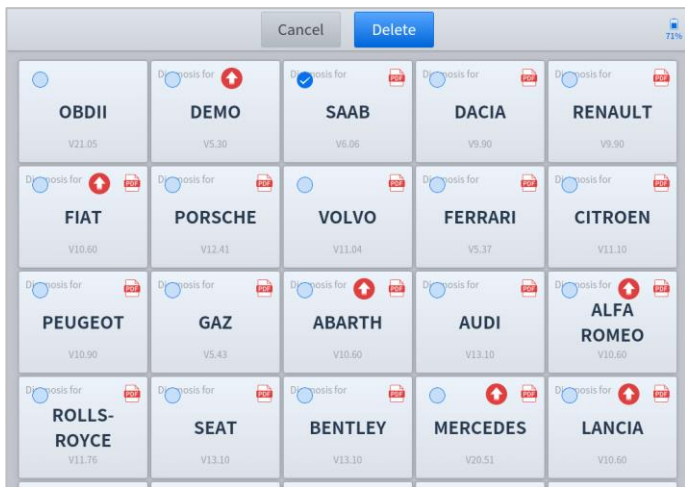 Cancel
Delete
71%
OBDII
V21.05
Diagnosis for
DEMO
V5.30
Diagnosis for
PDF
SAAB
V6.06
Diagnosis for
PDF
DACIA
V9.90
Diagnosis for
PDF
RENAULT
V9.90
Diagnosis for
PDF
FIAT
V10.60
Diagnosis for
PDF
PORSCHE
V12.41
PDF
VOLVO
V11.04
Diagnosis for
PDF
FERRARI
V5.37
Diagnosis for
PDF
CITROEN
V11.10
Diagnosis for
PDF
PEUGEOT
V10.90
Diagnosis for
PDF
GAZ
V5.43
Diagnosis for
PDF
ABARTH
V10.60
Diagnosis for
PDF
AUDI
V13.10
Diagnosis for
PDF
ALFA
ROMEO
V10.60
Diagnosis for
PDF
ROLLS-
ROYCE
V11.76
Diagnosis for
PDF
SEAT
V13.10
Diagnosis for
PDF
BENTLEY
V13.10
PDF
MERCEDES
V20.51
Diagnosis for
PDF
LANCIA
V10.60